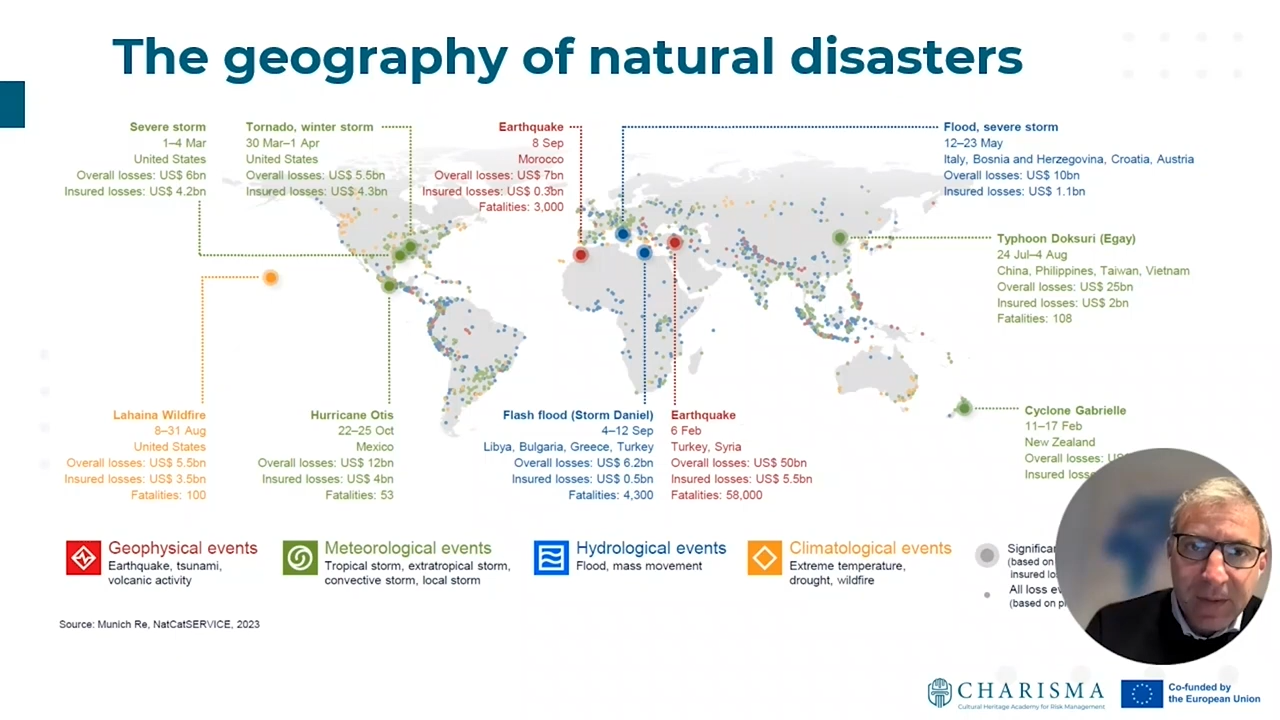 The geography of natural disasters
Severe storm
1–4 Mar
United States
Overall losses: US$ 6bn
Insured losses: US$ 4.2bn
Tornado, winter storm
30 Mar–1 Apr
United States
Overall losses: US$ 5.5bn
Insured losses: US$ 4.3bn
Earthquake
8 Sep
Morocco
Overall losses: US$ 7bn
Insured losses: US$ 0.3bn
Fatalities: 3,000
Flood, severe storm
12–23 May
Italy, Bosnia and Herzegovina, Croatia, Austria
Overall losses: US$ 10bn
Insured losses: US$ 1.1bn
Typhoon Doksuri (Egay)
24 Jul–4 Aug
China, Philippines, Taiwan, Vietnam
Overall losses: US$ 25bn
Insured losses: US$ 2bn
Fatalities: 108
Lahaina Wildfire
8–31 Aug
United States
Overall losses: US$ 5.5bn
Insured losses: US$ 3.5bn
Fatalities: 100
Hurricane Otis
22–25 Oct
Mexico
Overall losses: US$ 12bn
Insured losses: US$ 4bn
Fatalities: 53
Flash flood (Storm Daniel)
4–12 Sep
Libya, Bulgaria, Greece, Turkey
Overall losses: US$ 6.2bn
Insured losses: US$ 0.5bn
Fatalities: 4,300
Earthquake
6 Feb
Turkey, Syria
Overall losses: US$ 50bn
Insured losses: US$ 5.5bn
Fatalities: 58,000
Cyclone Gabrielle
11–17 Feb
New Zealand
Overall losses:
Insured
Geophysical events
Earthquake, tsunami,
volcanic activity
Meteorological events
Tropical storm, extratropical storm,
convective storm, local storm
Hydrological events
Flood, mass movement
Climatological events
Extreme temperature,
drought, wildfire
(based on
insured
All loss
(based on
Source: Munich Re, NatCatSERVICE, 2023
CHARISMA
Cultural Heritage Academy for Risk Management
Co-funded by
the European Union